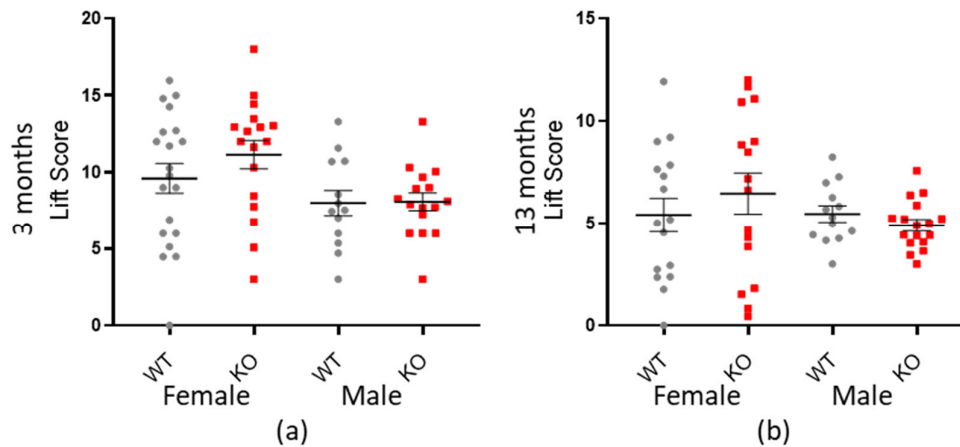 3 months
Lift Score
20
15
10
5
0
WT
KO
WT
KO
Female
Male
(a)
13 months
Lift Score
15
10
5
0
WT
KO
WT
KO
Female
Male
(b)